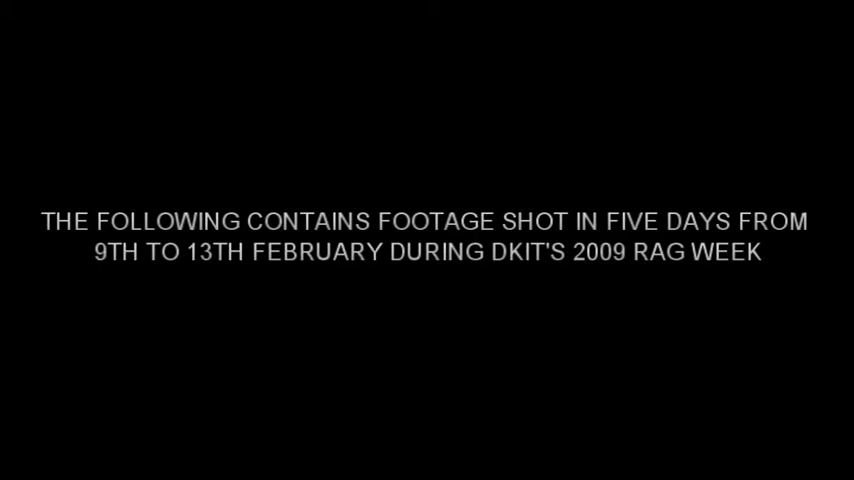 THE FOLLOWING CONTAINS FOOTAGE SHOT IN FIVE DAYS FROM
9TH TO 13TH FEBRUARY DURING DKIT'S 2009 RAG WEEK